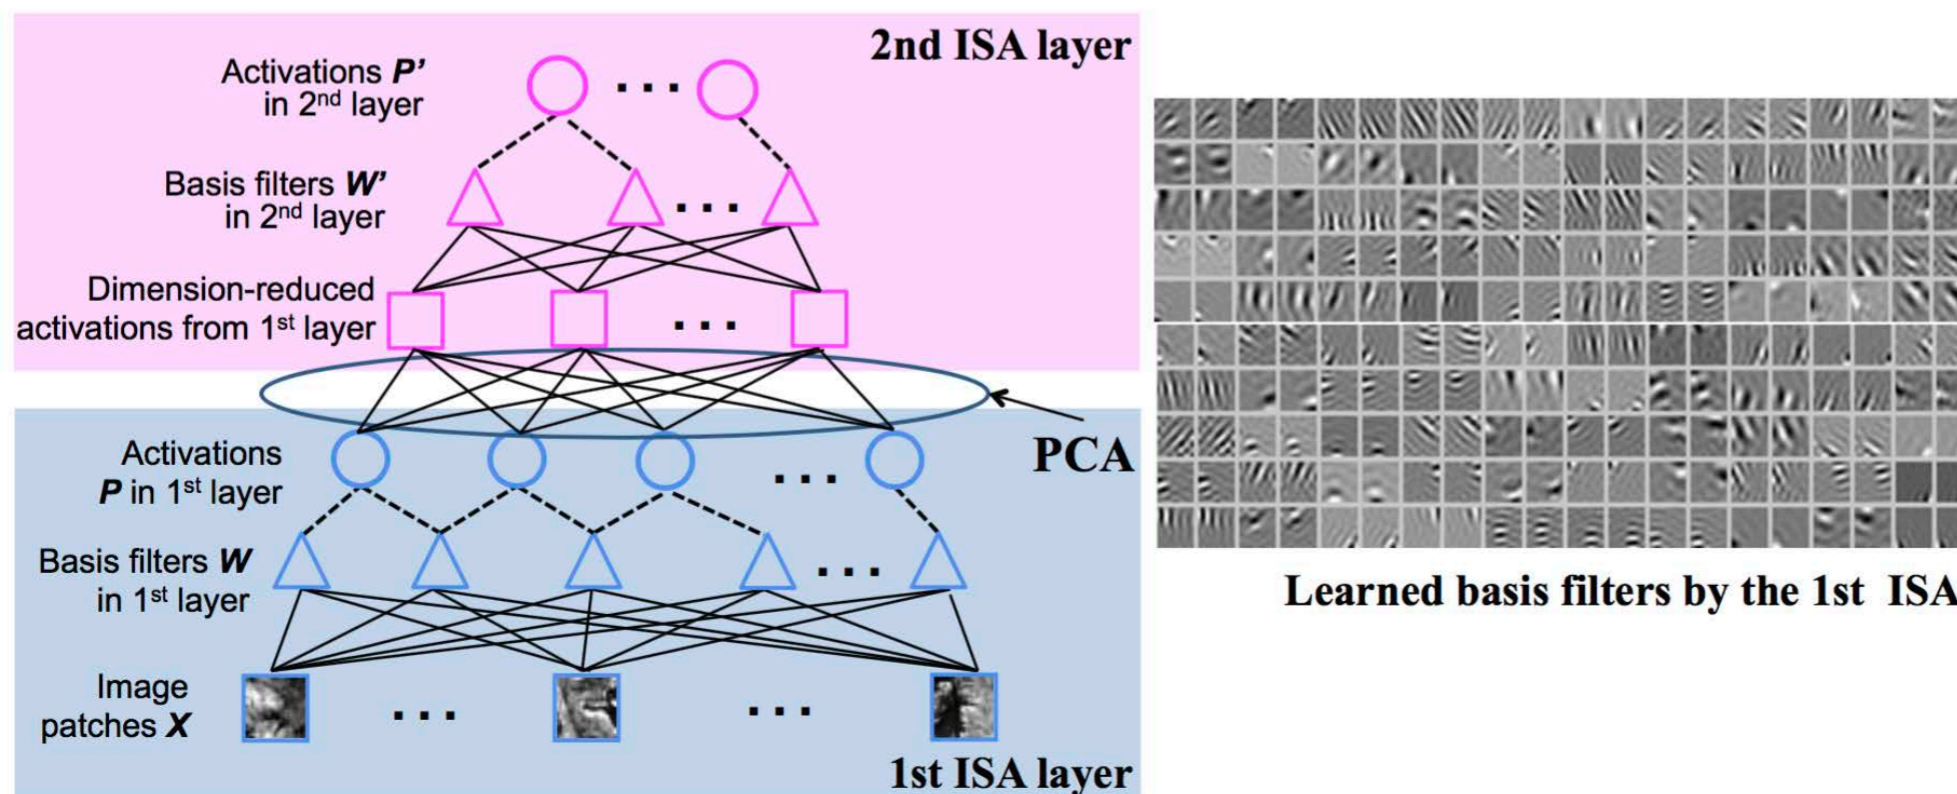 2nd ISA layer
Activations P’
in 2nd layer
Basis filters W’
in 2nd layer
Dimension-reduced
activations from 1st layer
PCA
Activations
P in 1st layer
Basis filters W
in 1st layer
Image
patches X
1st ISA layer
Learned basis filters by the 1st ISA